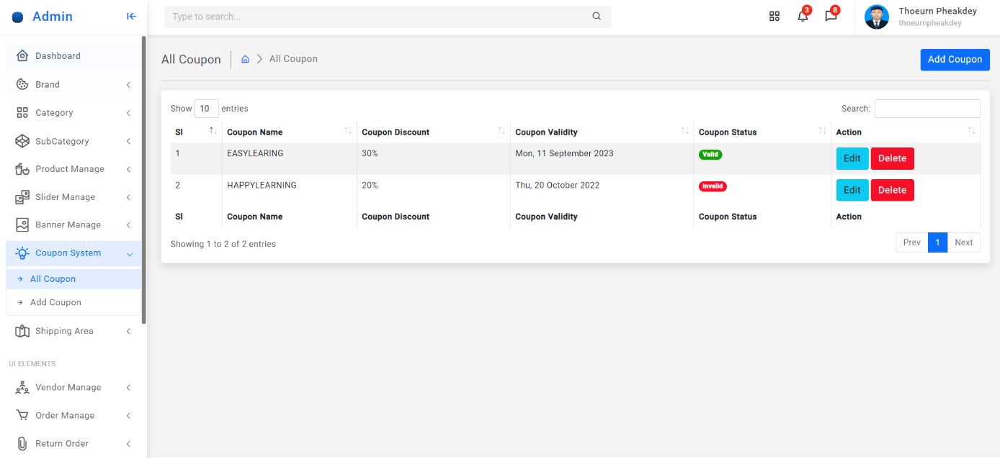 Admin
Type to search...
3
8
Thoeurn Pheakdey
thoeurnpheakdey
Dashboard
Brand
Category
SubCategory
Product Manage
Slider Manage
Banner Manage
Coupon System
All Coupon
Add Coupon
Shipping Area
UI ELEMENTS
Vendor Manage
Order Manage
Return Order
All Coupon
All Coupon
Add Coupon
Show 10 entries
Search:
Sl Coupon Name Coupon Discount Coupon Validity Coupon Status Action
1 EASYLEARING 30% Mon, 11 September 2023 Valid Edit Delete
2 HAPPYLEARNING 20% Thu, 20 October 2022 Invalid Edit Delete
Sl Coupon Name Coupon Discount Coupon Validity Coupon Status Action
Showing 1 to 2 of 2 entries
Prev 1 Next